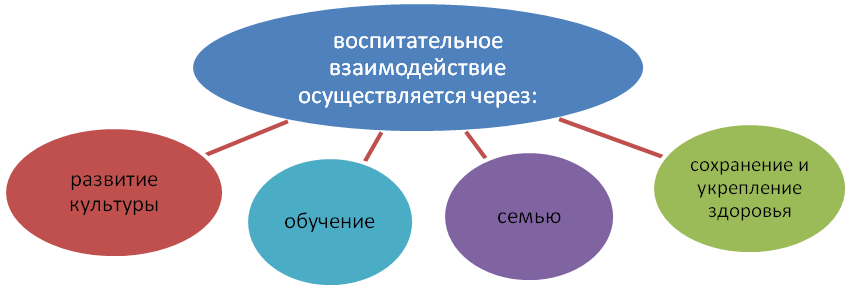 воспитательное
взаимодействие
осуществляется через:
развитие
культуры
обучение
семью
сохранение и
укрепление
здоровья